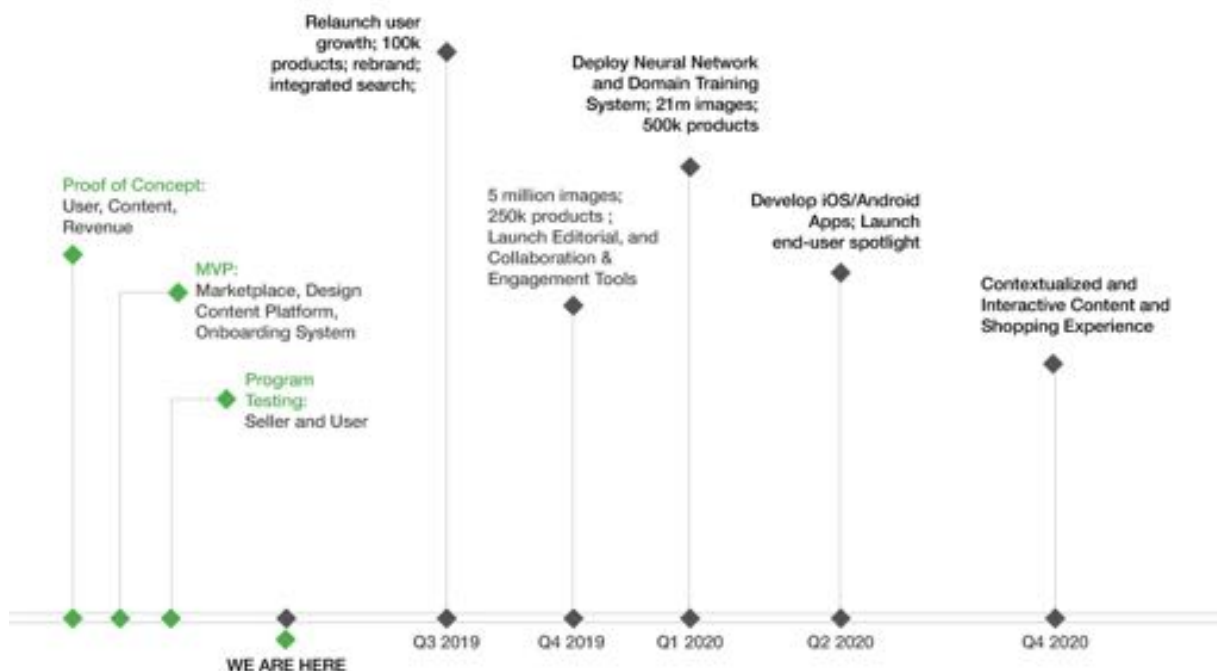 Relaunch user
growth; 100k
products; rebrand;
integrated search;
Deploy Neural Network
and Domain Training
System; 21m images;
500k products
Proof of Concept:
User, Content,
Revenue
5 million images;
250k products ;
Launch Editorial, and
Collaboration &
Engagement Tools
Develop iOS/Android
Apps; Launch
end-user spotlight
MVP:
Marketplace, Design
Content Platform,
Onboarding System
Contextualized and
Interactive Content and
Shopping Experience
Program
Testing:
Seller and User
WE ARE HERE
Q3 2019
Q4 2019
Q1 2020
Q2 2020
Q4 2020